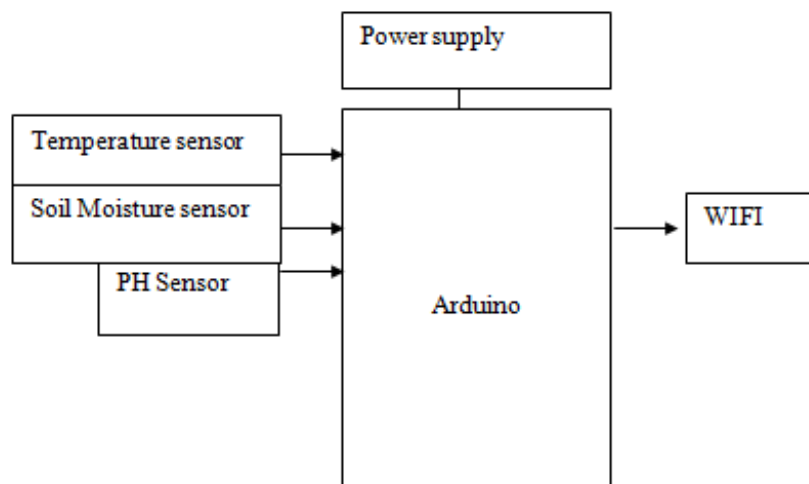 Power supply
Temperature sensor
Soil Moisture sensor
WIFI
PH Sensor
Arduino